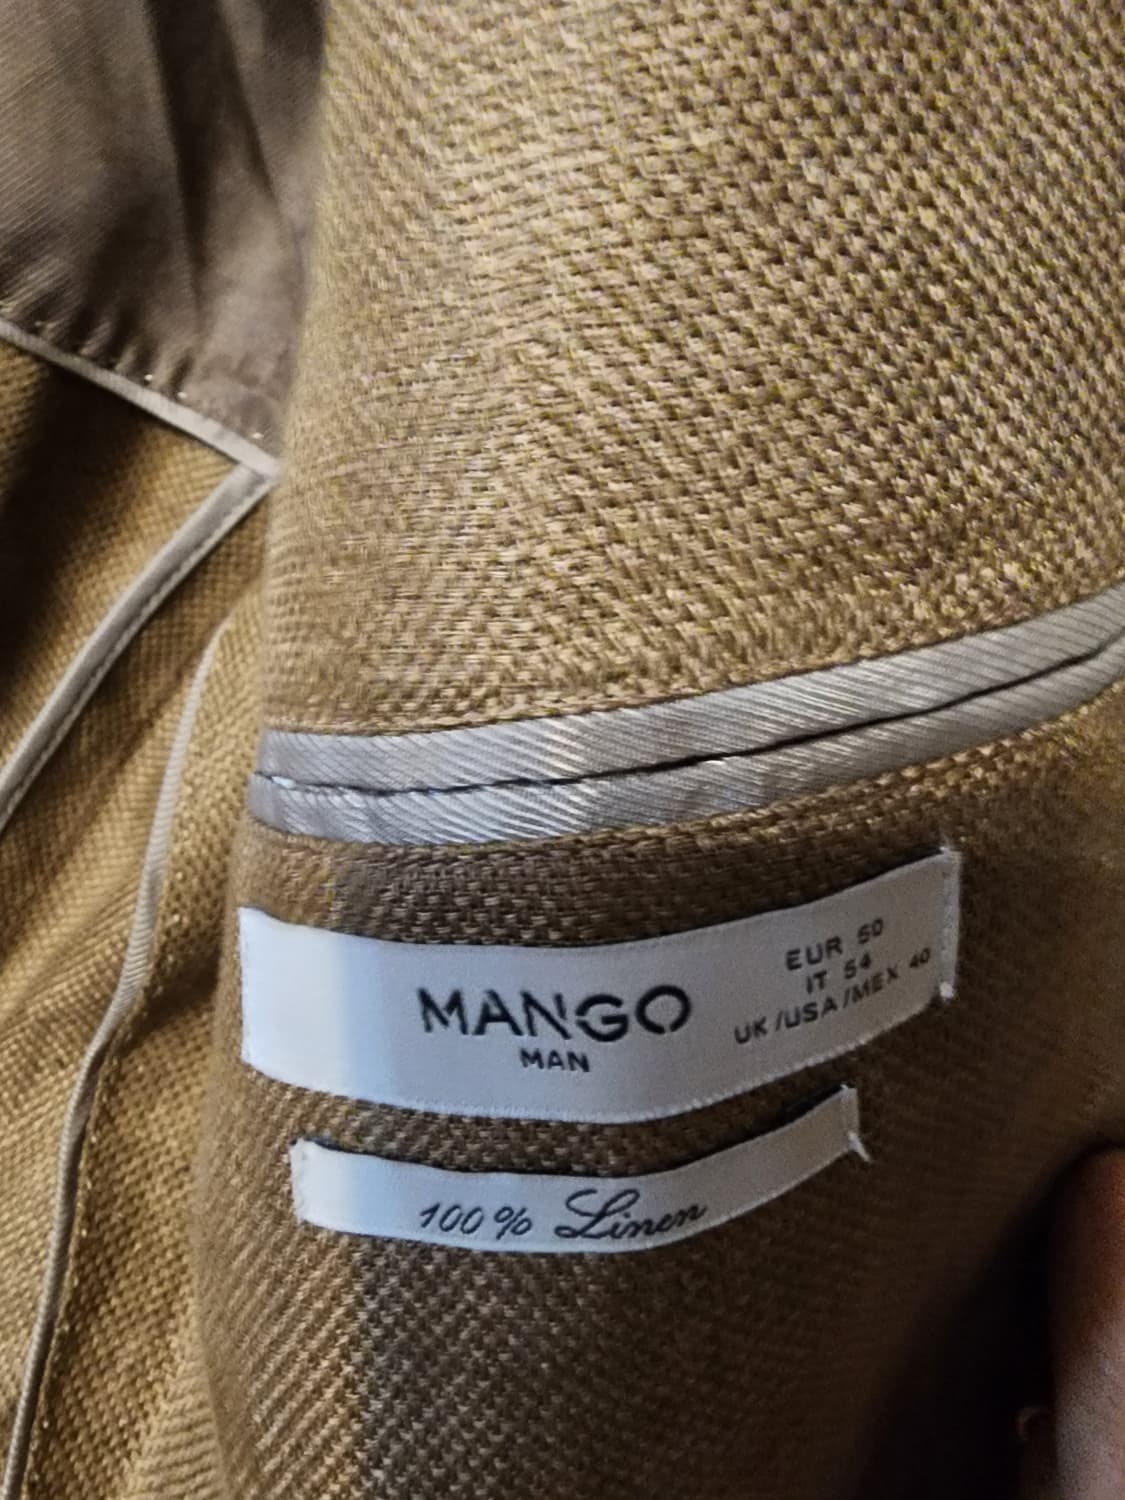 MANGO
MAN
EUR 50
IT 54
UK/USA/MEX 40
100% Linen